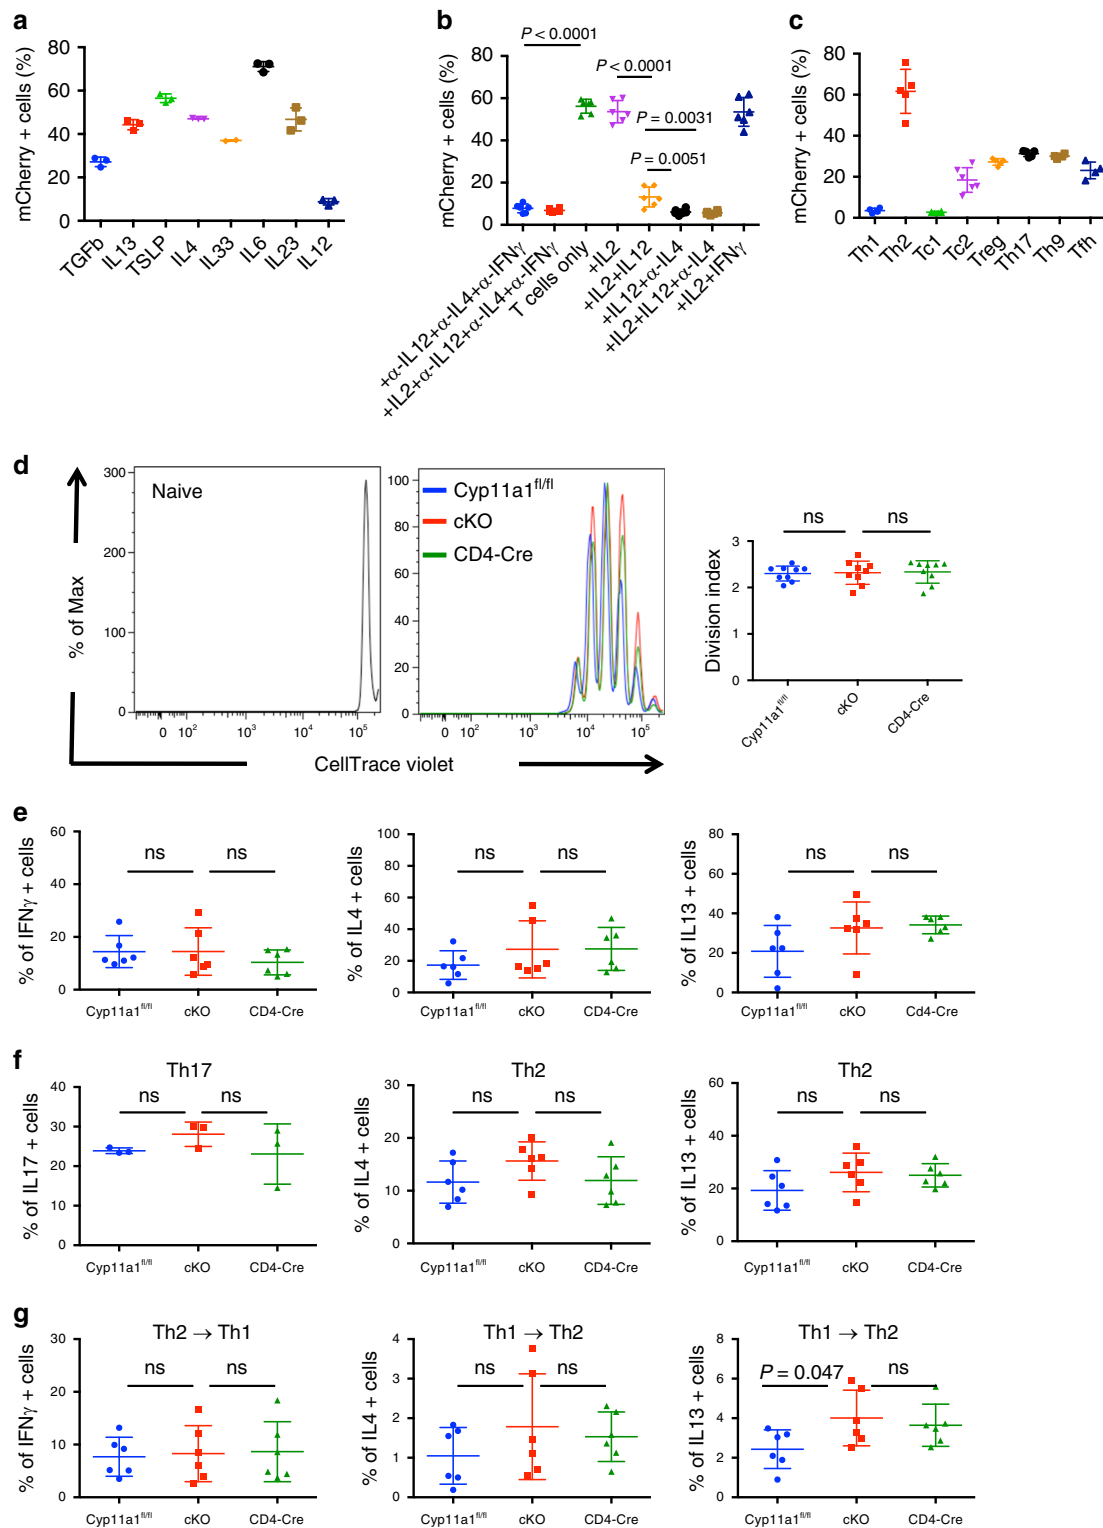 a
mCherry + cells (%)
80
60
40
20
0
TGFb
IL13
TSLP
IL4
IL33
IL6
IL23
IL12
b
mCherry + cells (%)
80
60
40
20
0
P < 0.0001
P < 0.0001
P = 0.0031
P = 0.0051
+α-IL12+α-IL4+α-IFNγ
+IL2+α-IL12+α-IL4+α-IFNγ
T cells only
+IL2
+IL2+IL12
+IL12+α-IL4
+IL2+IL12+α-IL4
+IL2+IFNγ
c
mCherry + cells (%)
80
60
40
20
0
Th1
Th2
Tc1
Tc2
Treg
Th17
Th9
Tfh
d
% of Max
300
200
100
0
Naive
0 10² 10³ 10⁴ 10⁵
100
80
60
40
20
0
Cyp11a1fl/fl
cKO
CD4-Cre
0 10² 10³ 10⁴ 10⁵
CellTrace violet
Division index
3
2
1
0
ns ns
Cyp11a1fl/fl
cKO
CD4-Cre
e
% of IFNγ + cells
60
40
20
0
ns ns
Cyp11a1fl/fl cKO CD4-Cre
% of IL4 + cells
100
80
60
40
20
0
ns ns
Cyp11a1fl/fl cKO CD4-Cre
% of IL13 + cells
80
60
40
20
0
ns ns
Cyp11a1fl/fl cKO Cd4-Cre
f
Th17
% of IL17 + cells
40
30
20
10
0
ns ns
Cyp11a1fl/fl cKO CD4-Cre
Th2
% of IL4 + cells
30
20
10
0
ns ns
Cyp11a1fl/fl cKO CD4-Cre
Th2
% of IL13 + cells
60
40
20
0
ns ns
Cyp11a1fl/fl cKO CD4-Cre
g
Th2 → Th1
% of IFNγ + cells
30
20
10
0
ns ns
Cyp11a1fl/fl cKO CD4-Cre
Th1 → Th2
% of IL4 + cells
4
3
2
1
0
ns ns
Cyp11a1fl/fl cKO CD4-Cre
Th1 → Th2
% of IL13 + cells
8
6
4
2
0
P = 0.047 ns
Cyp11a1fl/fl cKO CD4-Cre